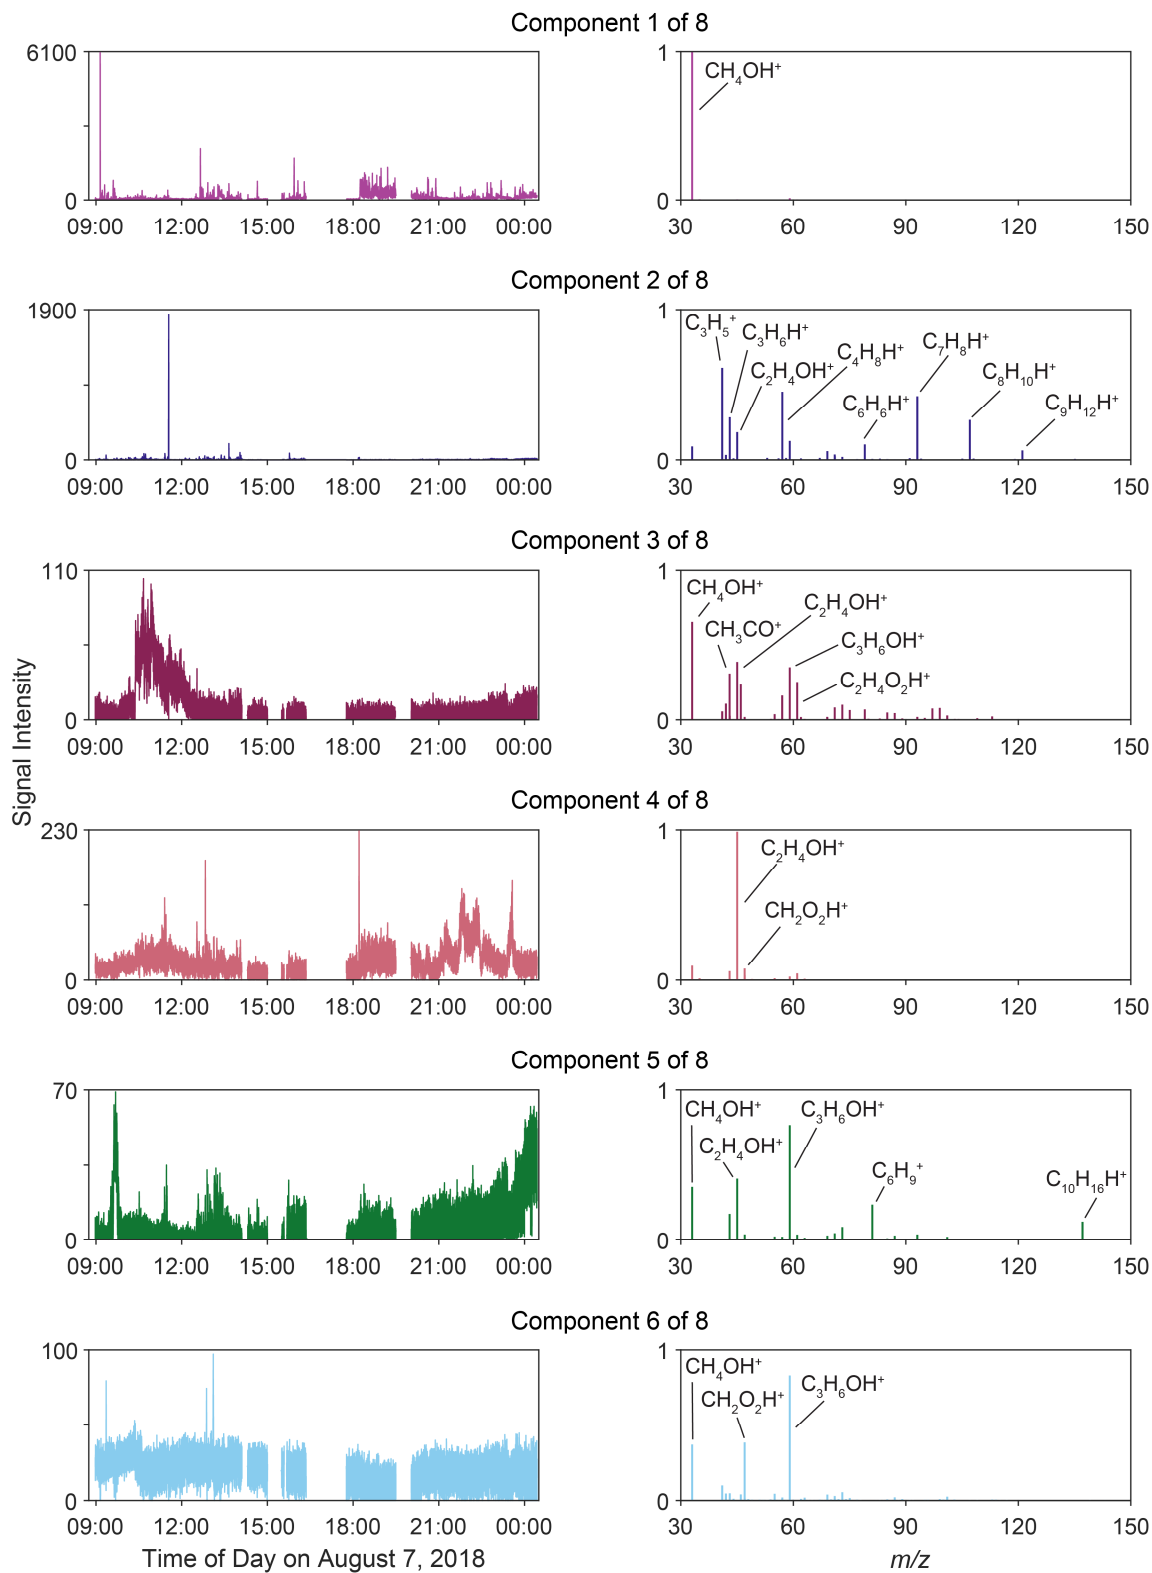 Component 1 of 8
6100
0
09:00 12:00 15:00 18:00 21:00 00:00
1
0
30 60 90 120 150
CH₄OH⁺
Component 2 of 8
1900
0
09:00 12:00 15:00 18:00 21:00 00:00
1
0
30 60 90 120 150
C₃H₅⁺
C₃H₆H⁺
C₂H₄OH⁺
C₄H₈H⁺
C₆H₆H⁺
C₇H₈H⁺
C₈H₁₀H⁺
C₉H₁₂H⁺
Component 3 of 8
110
0
09:00 12:00 15:00 18:00 21:00 00:00
1
0
30 60 90 120 150
CH₄OH⁺
CH₃CO⁺
C₂H₄OH⁺
C₃H₆OH⁺
C₂H₄O₂H⁺
Signal Intensity
Component 4 of 8
230
0
09:00 12:00 15:00 18:00 21:00 00:00
1
0
30 60 90 120 150
C₂H₄OH⁺
CH₂O₂H⁺
Component 5 of 8
70
0
09:00 12:00 15:00 18:00 21:00 00:00
1
0
30 60 90 120 150
CH₄OH⁺
C₂H₄OH⁺
C₃H₆OH⁺
C₆H₉⁺
C₁₀H₁₆H⁺
Component 6 of 8
100
0
09:00 12:00 15:00 18:00 21:00 00:00
Time of Day on August 7, 2018
1
0
30 60 90 120 150
CH₄OH⁺
CH₂O₂H⁺
C₃H₆OH⁺
m/z